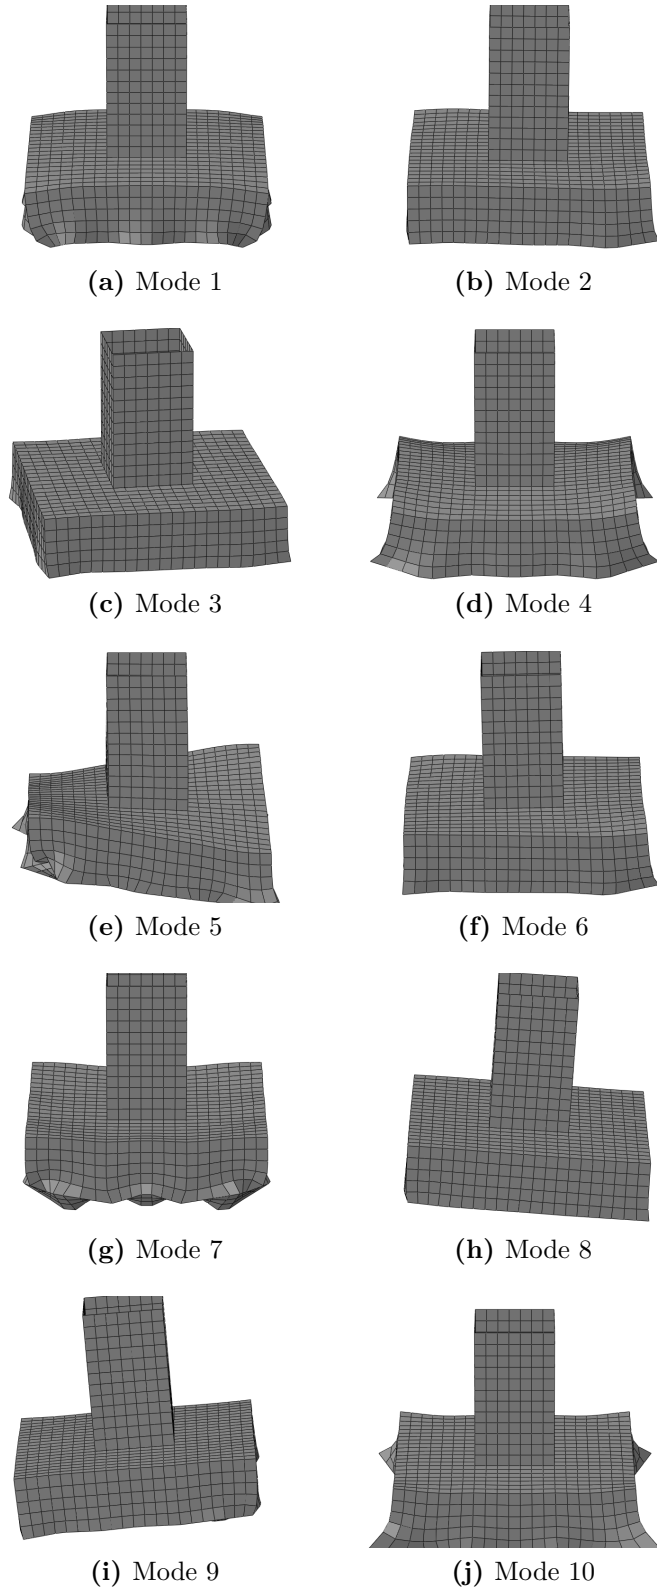 (a) Mode 1
(b) Mode 2
(c) Mode 3
(d) Mode 4
(e) Mode 5
(f) Mode 6
(g) Mode 7
(h) Mode 8
(i) Mode 9
(j) Mode 10